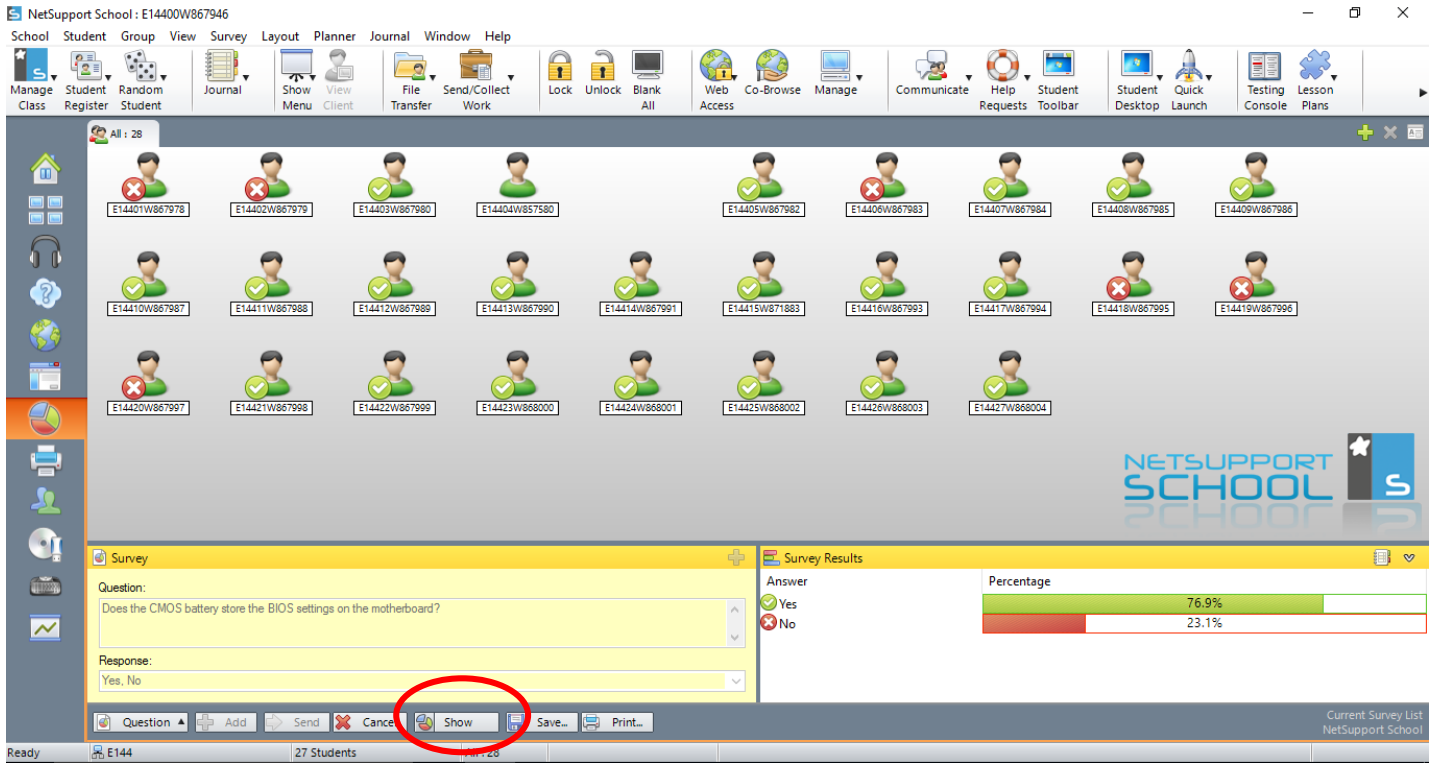 NetSupport School : E14400W867946
School Student Group View Survey Layout Planner Journal Window Help
Manage Class
Student Register
Random Student
Journal
Show Menu
View Client
File Transfer
Send/Collect Work
Lock
Unlock
Blank All
Web Access
Co-Browse
Manage
Communicate
Help Requests
Student Toolbar
Student Desktop
Quick Launch
Testing Console
Lesson Plans
All : 28
E14401W867978 E14402W867979 E14403W867980 E14404W857580 E14405W867982 E14406W867983 E14407W867984 E14408W867985 E14409W867986
E14410W867987 E14411W867988 E14412W867989 E14413W867990 E14414W867991 E14415W871883 E14416W867993 E14417W867994 E14418W867995 E14419W867996
E14420W867997 E14421W867998 E14422W867999 E14423W868000 E14424W868001 E14425W868002 E14426W868003 E14427W868004
NETSUPPORT
SCHOOL
Survey
Question:
Does the CMOS battery store the BIOS settings on the motherboard?
Response:
Yes, No
Survey Results
Answer Percentage
Yes 76.9%
No 23.1%
Question Add Send Cancel Show Save... Print...
Current Survey List
NetSupport School
Ready E144 27 Students All : 28